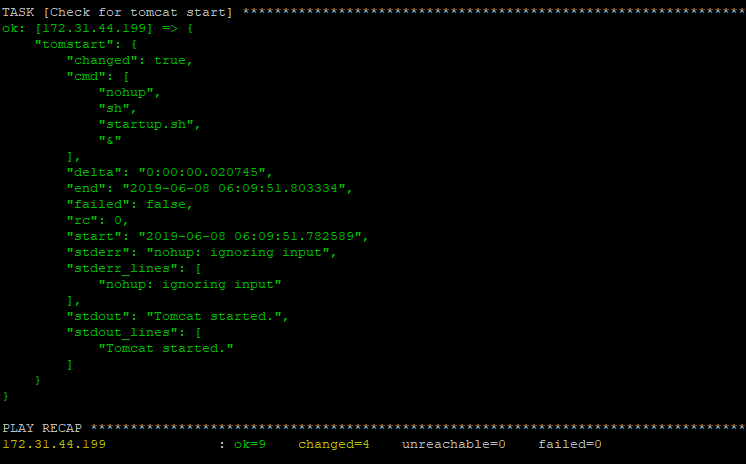 TASK [Check for tomcat start] ***************************************************************
ok: [172.31.44.199] => {
    "tomstart": {
        "changed": true,
        "cmd": [
            "nohup",
            "sh",
            "startup.sh",
            "&"
        ],
        "delta": "0:00:00.020745",
        "end": "2019-06-08 06:09:51.803334",
        "failed": false,
        "rc": 0,
        "start": "2019-06-08 06:09:51.782589",
        "stderr": "nohup: ignoring input",
        "stderr_lines": [
            "nohup: ignoring input"
        ],
        "stdout": "Tomcat started.",
        "stdout_lines": [
            "Tomcat started."
        ]
    }
}
PLAY RECAP **********************************************************************************
172.31.44.199              : ok=9    changed=4    unreachable=0    failed=0